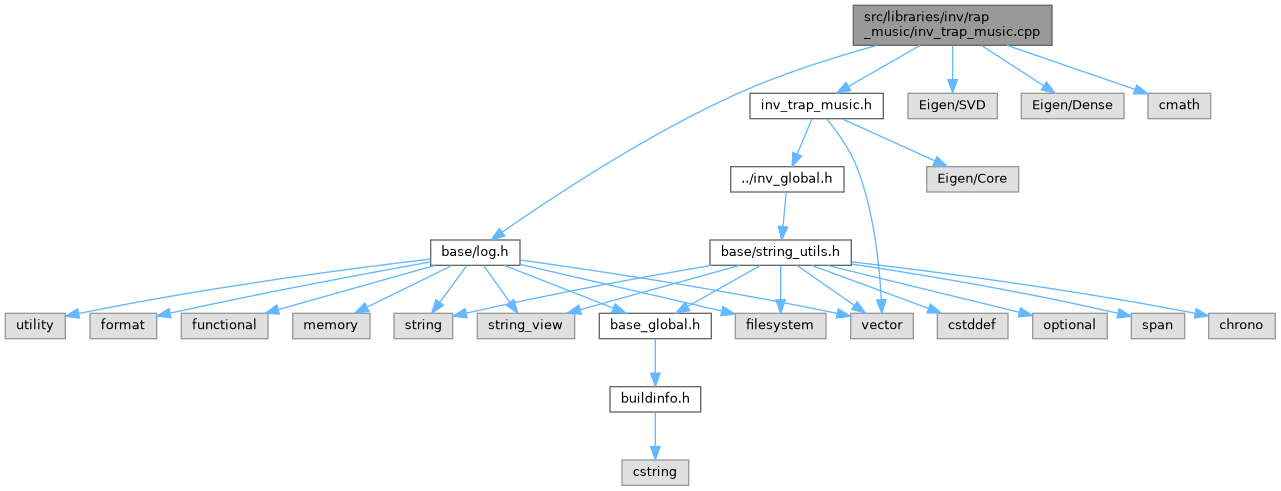 src/libraries/inv/rap
_music/inv_trap_music.cpp
inv_trap_music.h
Eigen/SVD
Eigen/Dense
cmath
../inv_global.h
Eigen/Core
base/log.h
base/string_utils.h
utility
format
functional
memory
string
string_view
base_global.h
filesystem
vector
cstddef
optional
span
chrono
buildinfo.h
cstring